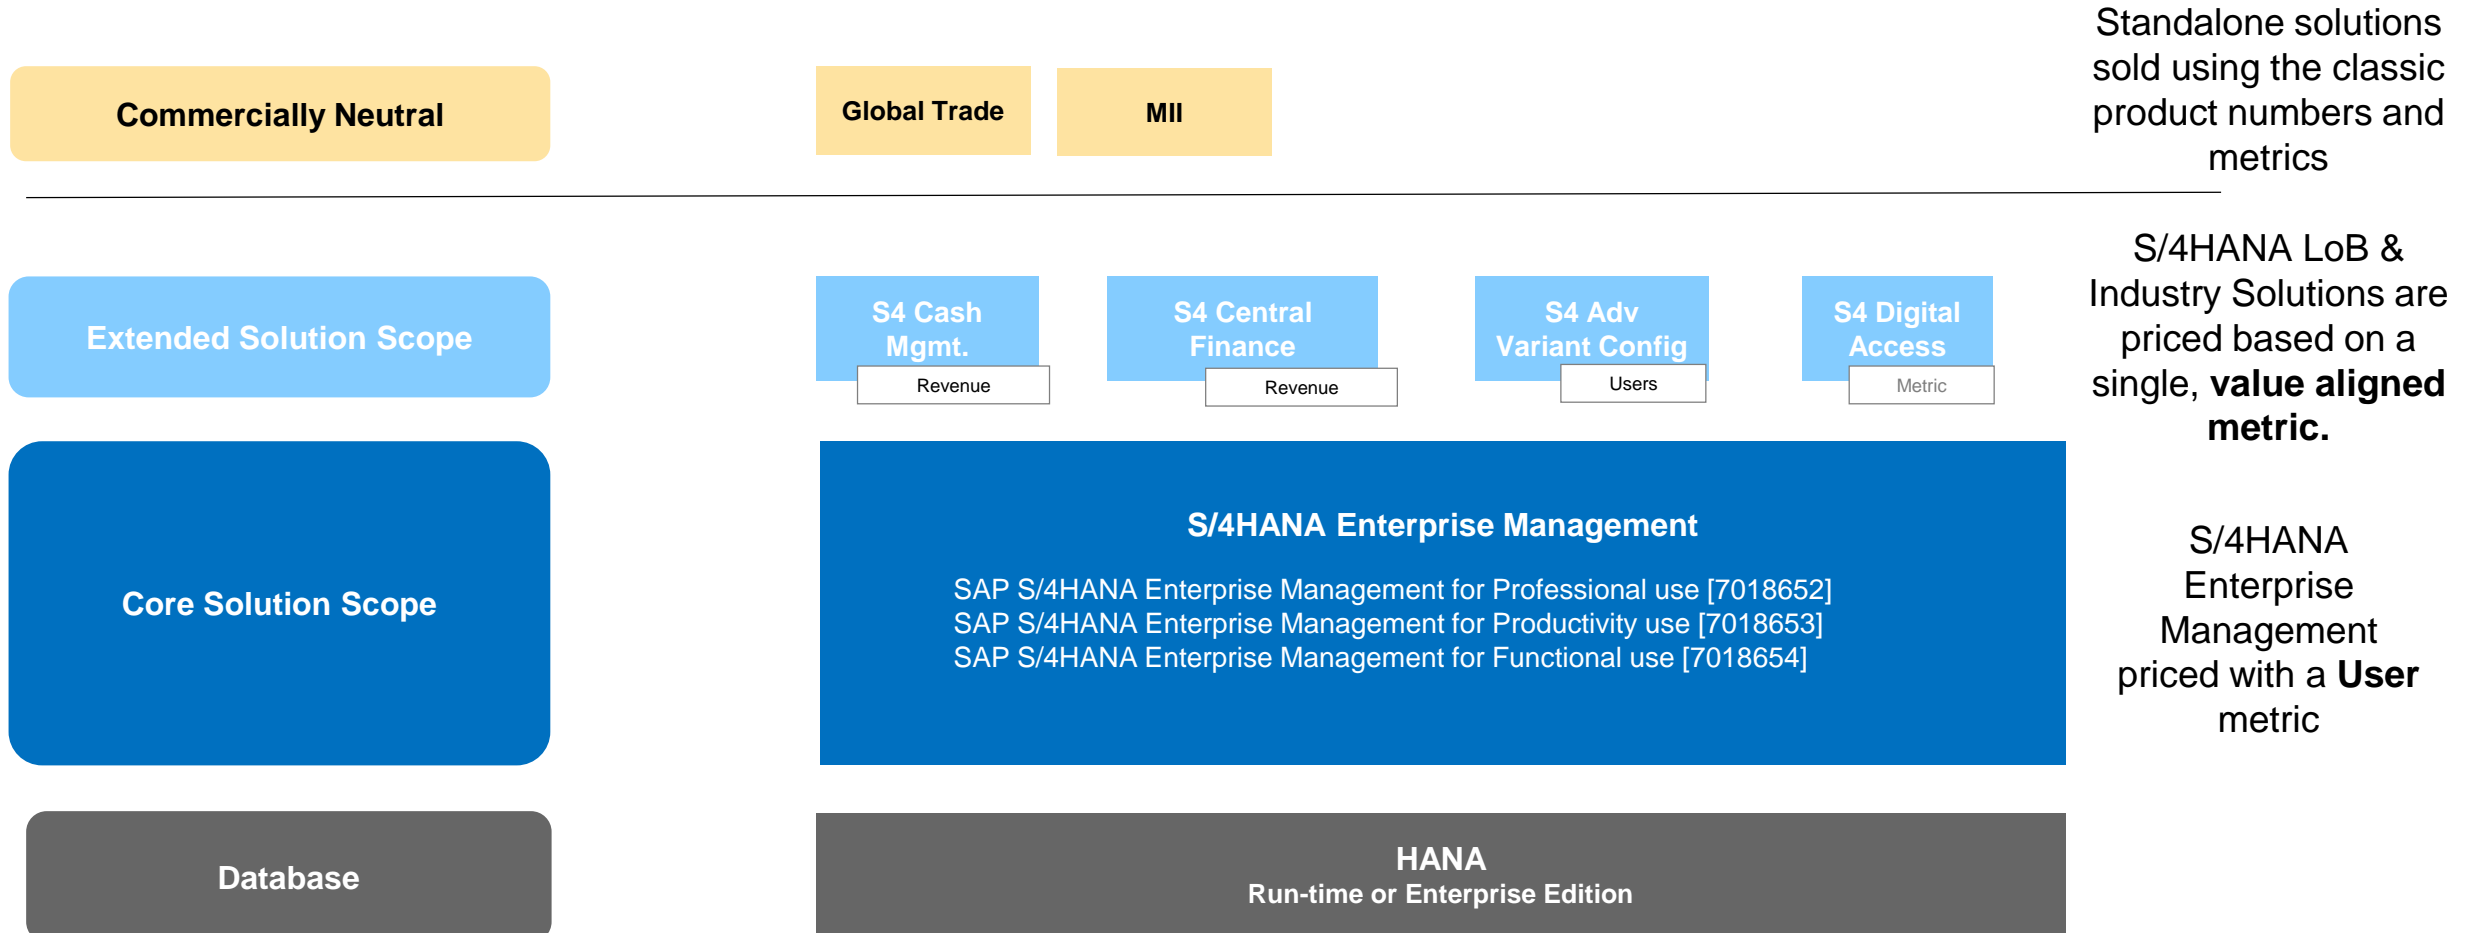 Commercially Neutral
Global Trade
MII
Standalone solutions
sold using the classic
product numbers and
metrics
Extended Solution Scope
S4 Cash
Mgmt.
Revenue
S4 Central
Finance
Revenue
S4 Adv
Variant Config
Users
S4 Digital
Access
Metric
S/4HANA LoB &
Industry Solutions are
priced based on a
single, value aligned
metric.
Core Solution Scope
S/4HANA Enterprise Management
SAP S/4HANA Enterprise Management for Professional use [7018652]
SAP S/4HANA Enterprise Management for Productivity use [7018653]
SAP S/4HANA Enterprise Management for Functional use [7018654]
S/4HANA
Enterprise
Management
priced with a User
metric
Database
HANA
Run-time or Enterprise Edition